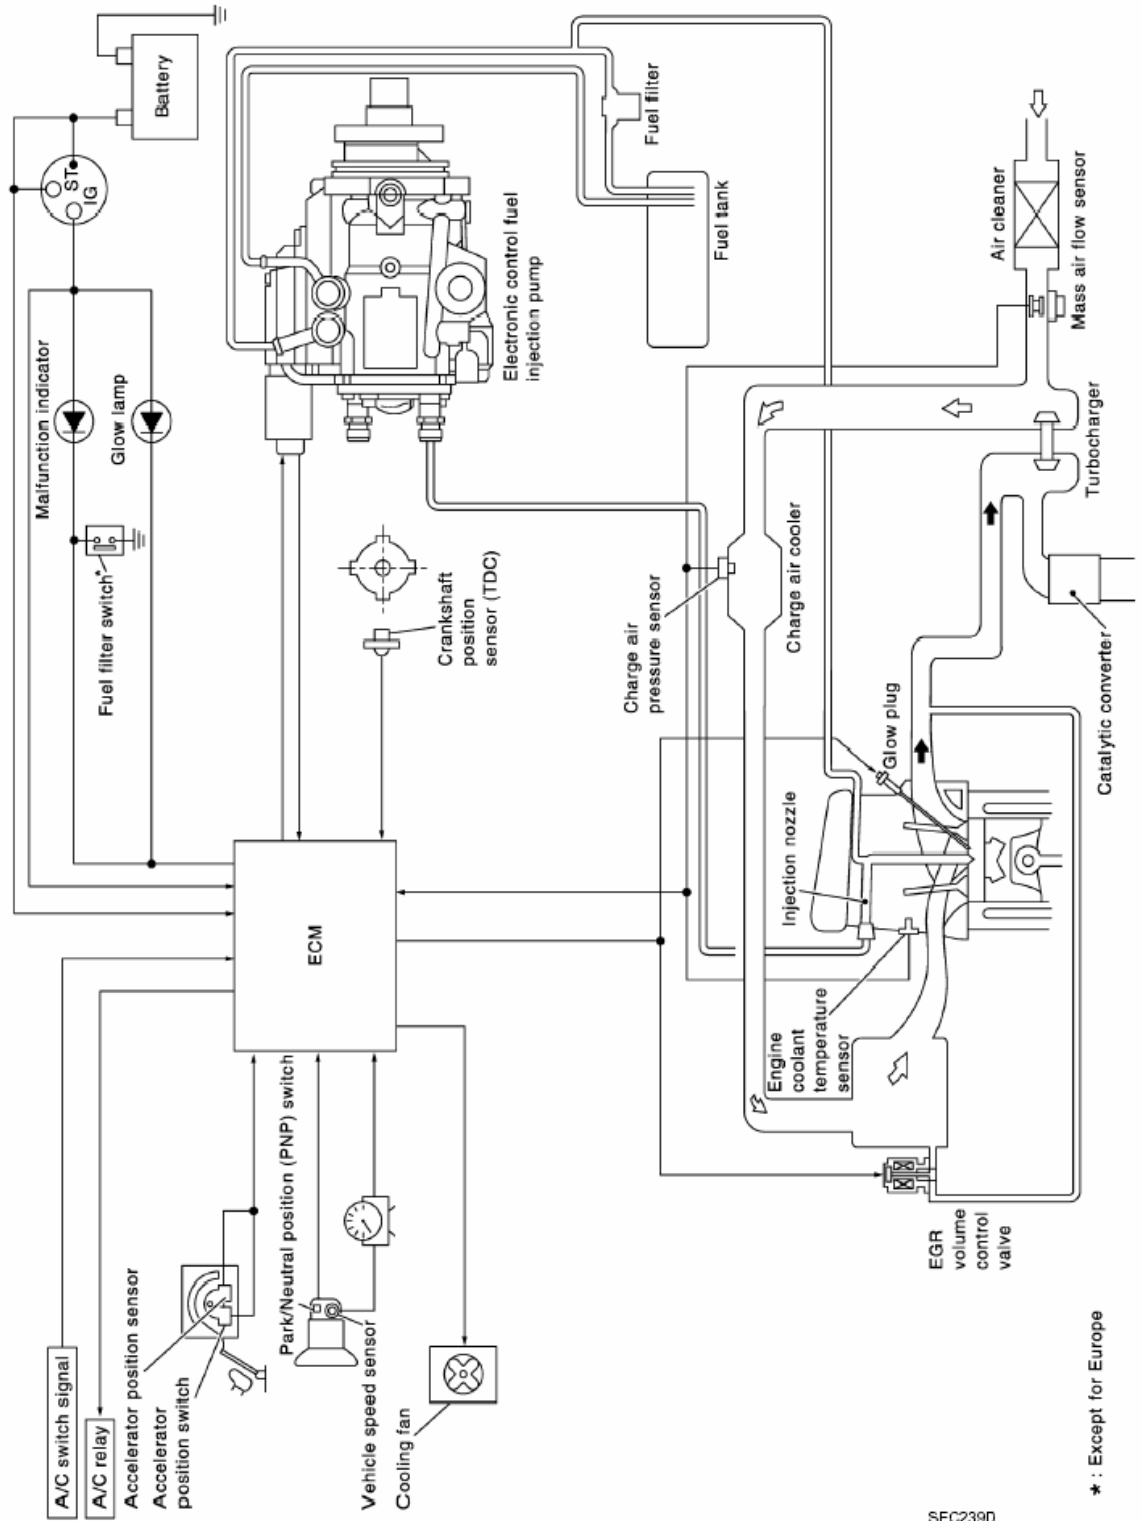 Battery
ST
IG
Malfunction indicator
Glow lamp
Fuel filter switch*
Electronic control fuel
injection pump
Fuel filter
Fuel tank
Air cleaner
Mass air flow sensor
Turbocharger
Catalytic converter
Charge air cooler
Charge air
pressure sensor
Crankshaft
position
sensor (TDC)
Glow plug
Injection nozzle
Engine
coolant
temperature
sensor
EGR
volume
control
valve
ECM
A/C switch signal
A/C relay
Accelerator position sensor
Accelerator
position switch
Park/Neutral position (PNP) switch
Vehicle speed sensor
Cooling fan
* : Except for Europe
SEC239D